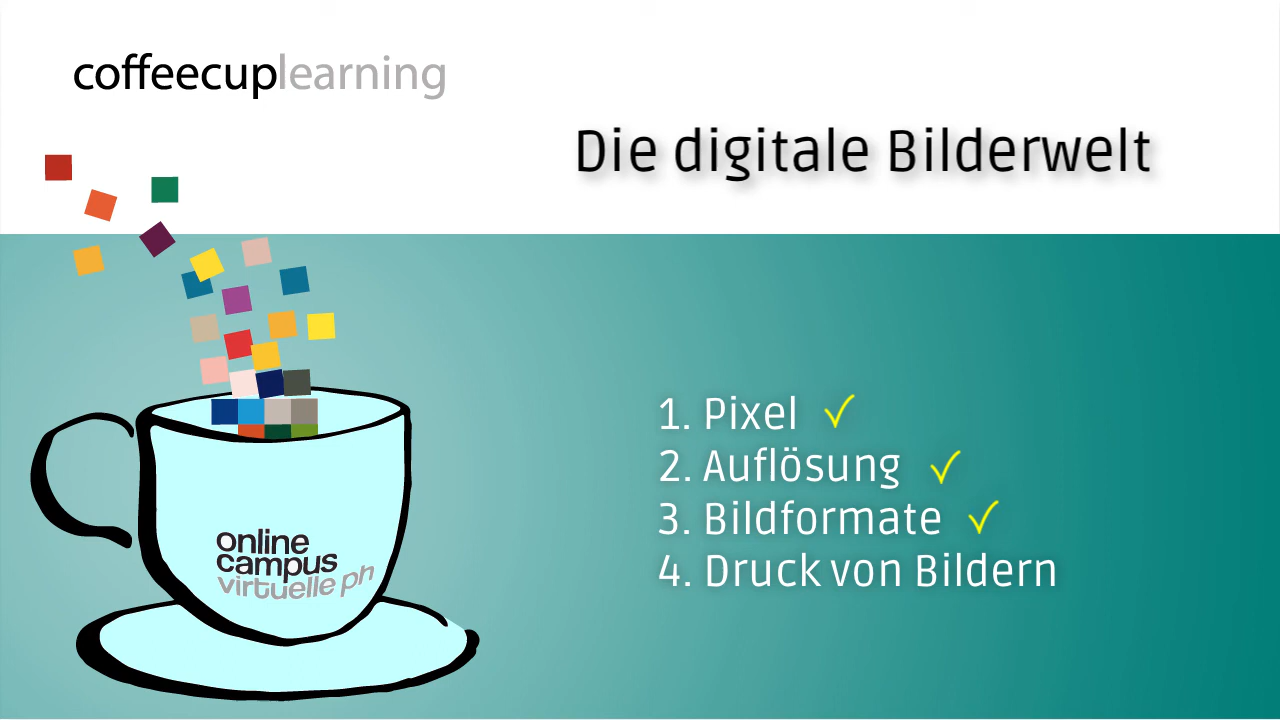 coffeecuplearning
Die digitale Bilderwelt
1. Pixel ✓
2. Auflösung ✓
3. Bildformate ✓
4. Druck von Bildern
online
campus
virtuelle ph